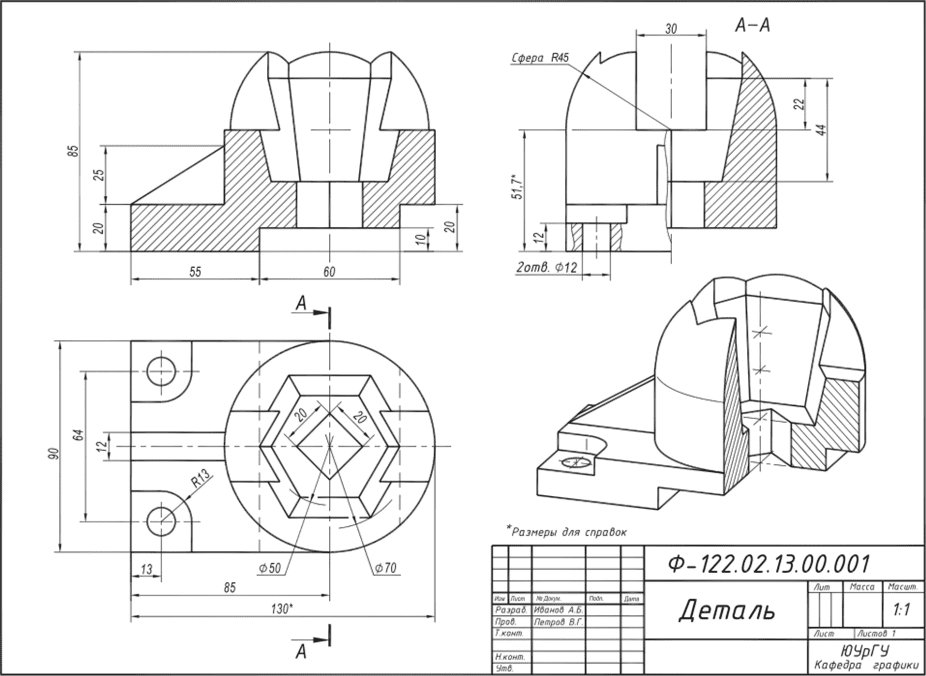 А–А
30
Сфера R45
22
44
51,7*
12
2отв. Ф12
85
25
20
10
20
55
60
А
20
20
90
64
12
R13
Ф50
Ф70
13
85
130*
А
*Размеры для справок
Ф-122.02.13.00.001
Деталь
Лит Масса Масшт.
1:1
Изм Лист № Докум. Подп. Дата
Разраб. Иванов А.Б.
Пров. Петров В.Г.
Т.конт.
Н.конт.
Утв.
Лист Листов 1
ЮУрГУ
Кафедра графики